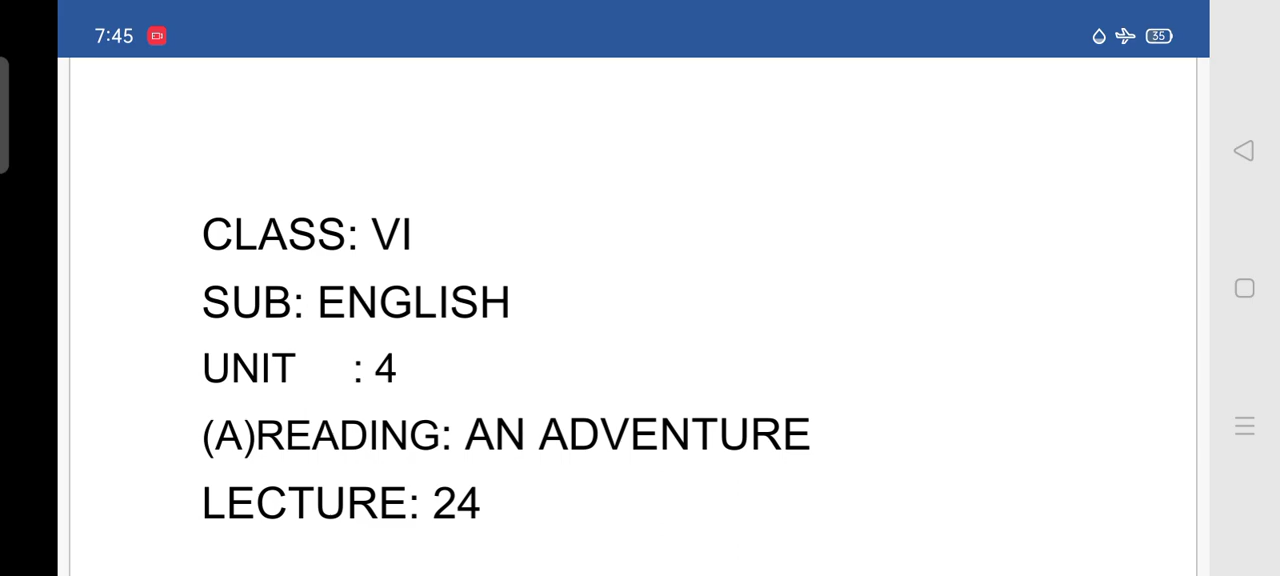 7:45
35
CLASS: VI
SUB: ENGLISH
UNIT : 4
(A)READING: AN ADVENTURE
LECTURE: 24